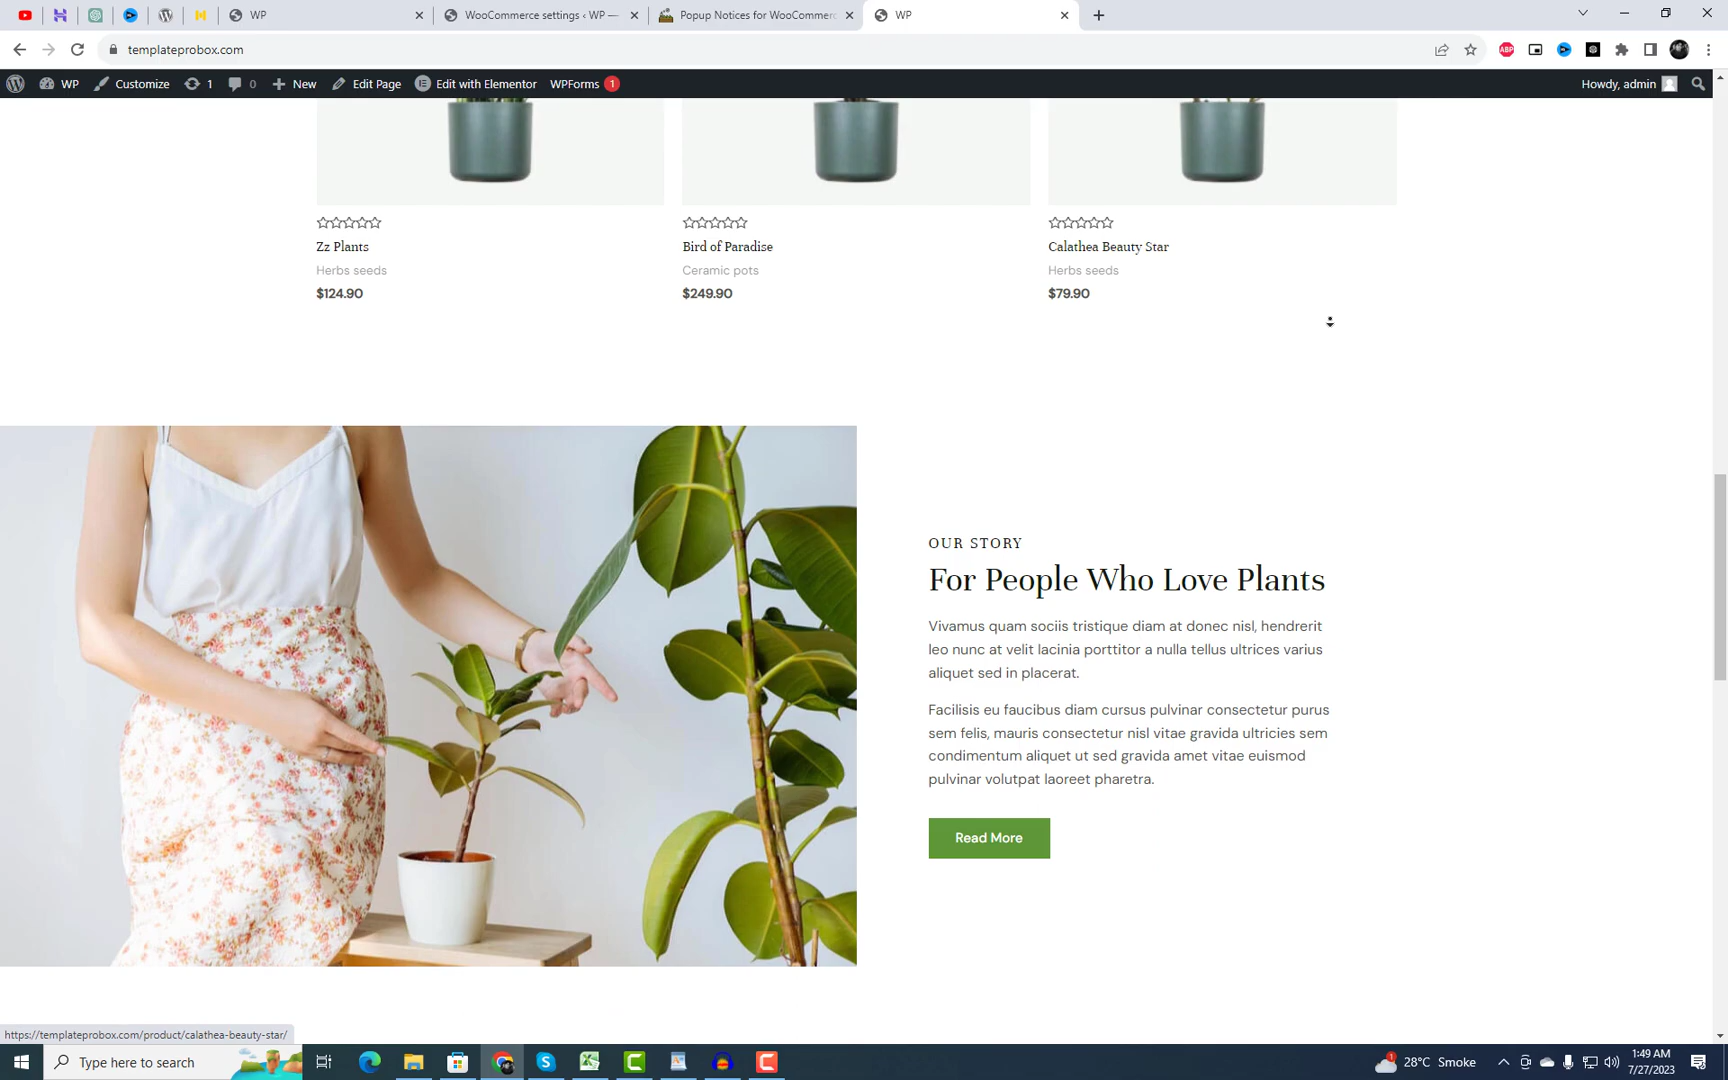 WP
WooCommerce settings ‹ WP —
Popup Notices for WooCommerc
WP
templateprobox.com
WP
Customize
1
0
New
Edit Page
Edit with Elementor
WPForms 1
Howdy, admin
Zz Plants
Herbs seeds
$124.90
Bird of Paradise
Ceramic pots
$249.90
Calathea Beauty Star
Herbs seeds
$79.90
OUR STORY
For People Who Love Plants
Vivamus quam sociis tristique diam at donec nisl, hendrerit
leo nunc at velit lacinia porttitor a nulla tellus ultrices varius
aliquet sed in placerat.
Facilisis eu faucibus diam cursus pulvinar consectetur purus
sem felis, mauris consectetur nisl vitae gravida ultricies sem
condimentum aliquet ut sed gravida amet vitae euismod
pulvinar volutpat laoreet pharetra.
Read More
https://templateprobox.com/product/calathea-beauty-star/
Type here to search
28°C Smoke
1:49 AM
7/27/2023